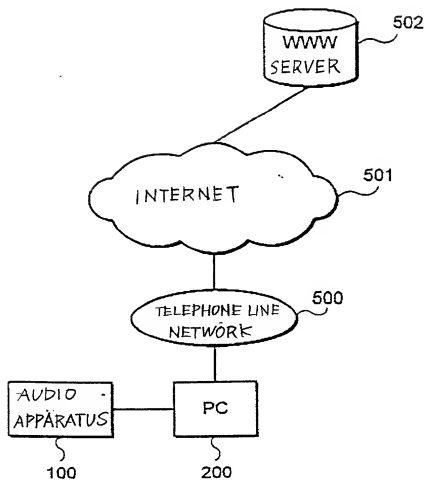 502
WWW
SERVER
501
INTERNET
500
TELEPHONE LINE
NETWORK
AUDIO
APPARATUS
PC
100
200